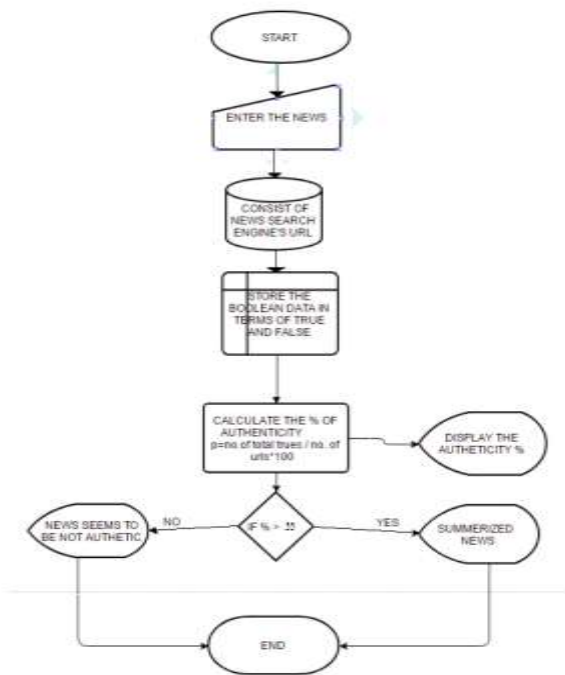 START
ENTER THE NEWS
CONSIST OF
NEWS SEARCH
ENGINE'S URL
STORE THE
BOOLEAN DATA IN
TERMS OF TRUE
AND FALSE
CALCULATE THE % OF
AUTHENTICITY
p=no of total trues / no. of
urls*100
DISPLAY THE
AUTHETICITY %
IF % >
NO
YES
NEWS SEEMS TO
BE NOT AUTHETIC
SUMMERIZED
NEWS
END